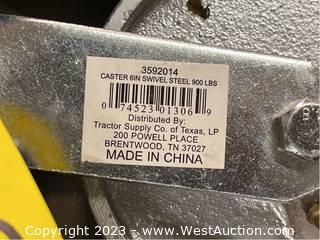 3592014
CASTER 6IN SWIVEL STEEL 900 LBS
0 74523 01306 9
Distributed By:
Tractor Supply Co. of Texas, LP
200 POWELL PLACE
BRENTWOOD, TN 37027
MADE IN CHINA
Copyright © 2023 - www.WestAuction.com